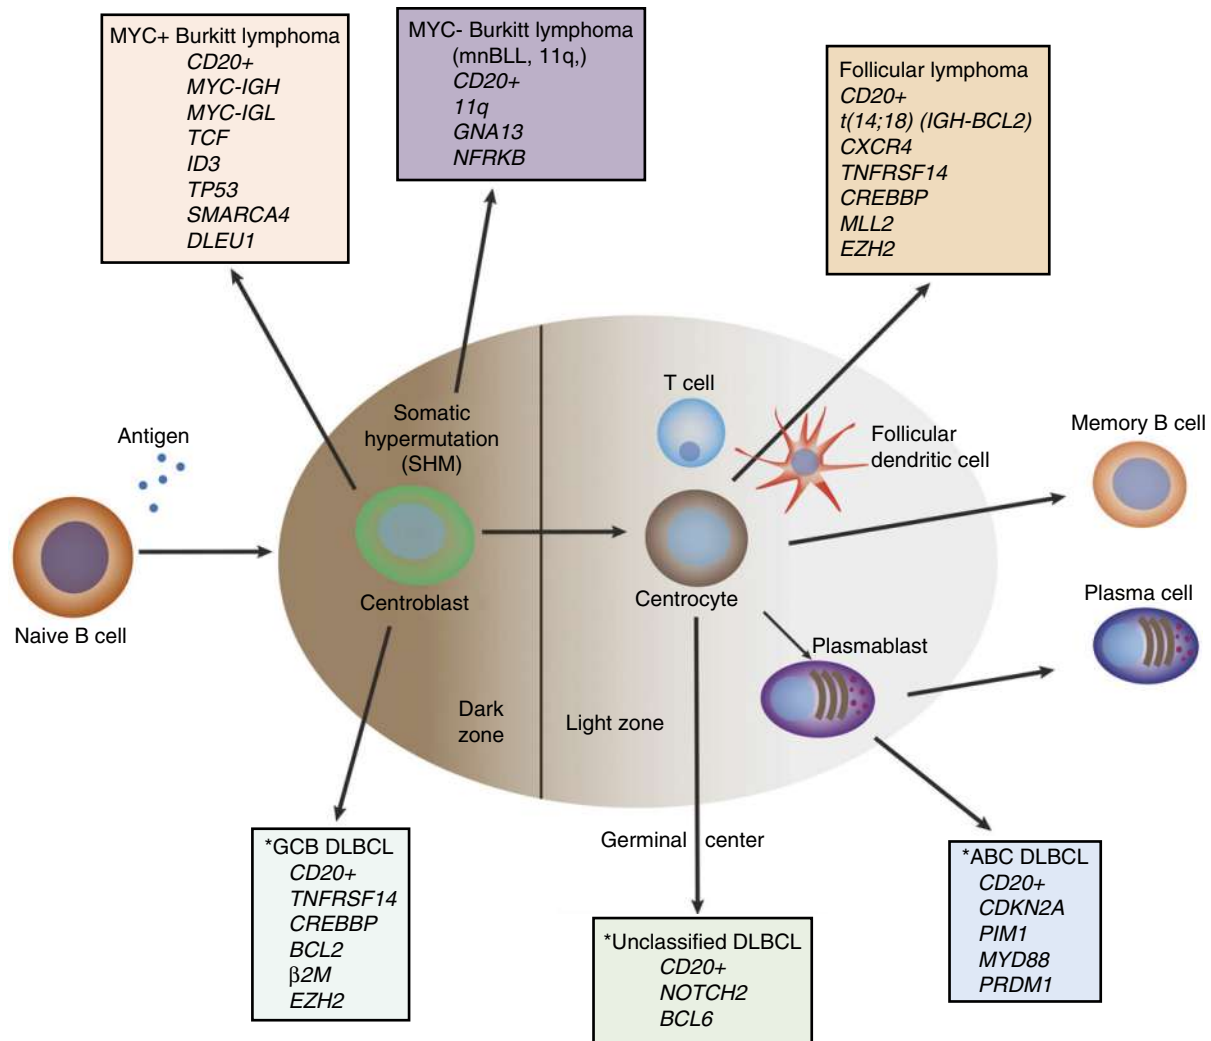 MYC+ Burkitt lymphoma
CD20+
MYC-IGH
MYC-IGL
TCF
ID3
TP53
SMARCA4
DLEU1
MYC- Burkitt lymphoma
(mnBLL, 11q,)
CD20+
11q
GNA13
NFRKB
Follicular lymphoma
CD20+
t(14;18) (IGH-BCL2)
CXCR4
TNFRSF14
CREBBP
MLL2
EZH2
Antigen
Naive B cell
Somatic
hypermutation
(SHM)
Centroblast
T cell
Follicular
dendritic cell
Centrocyte
Memory B cell
Plasma cell
Plasmablast
Dark
zone
Light zone
Germinal center
*GCB DLBCL
CD20+
TNFRSF14
CREBBP
BCL2
β2M
EZH2
*Unclassified DLBCL
CD20+
NOTCH2
BCL6
*ABC DLBCL
CD20+
CDKN2A
PIM1
MYD88
PRDM1